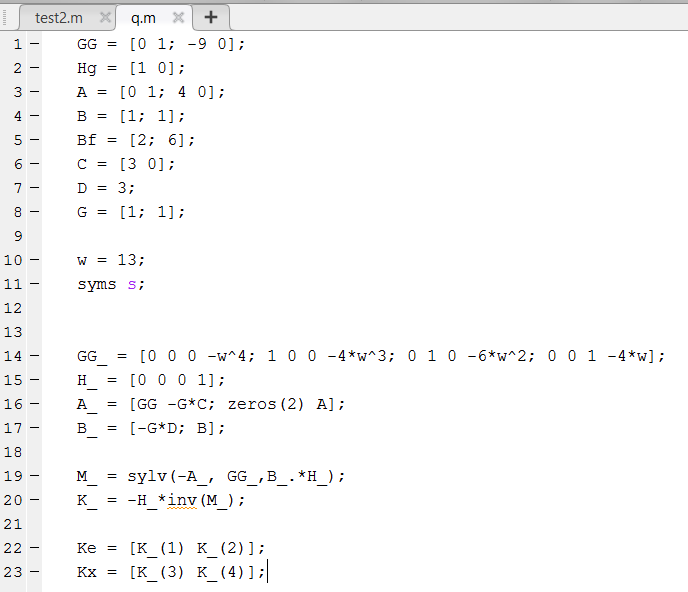 test2.m × q.m × +
1 – GG = [0 1; -9 0];
2 – Hg = [1 0];
3 – A = [0 1; 4 0];
4 – B = [1; 1];
5 – Bf = [2; 6];
6 – C = [3 0];
7 – D = 3;
8 – G = [1; 1];
9
10 – w = 13;
11 – syms s;
12
13
14 – GG_ = [0 0 0 -w^4; 1 0 0 -4*w^3; 0 1 0 -6*w^2; 0 0 1 -4*w];
15 – H_ = [0 0 0 1];
16 – A_ = [GG -G*C; zeros(2) A];
17 – B_ = [-G*D; B];
18
19 – M_ = sylv(-A_, GG_,B_.*H_);
20 – K_ = -H_*inv(M_);
21
22 – Ke = [K_(1) K_(2)];
23 – Kx = [K_(3) K_(4)];